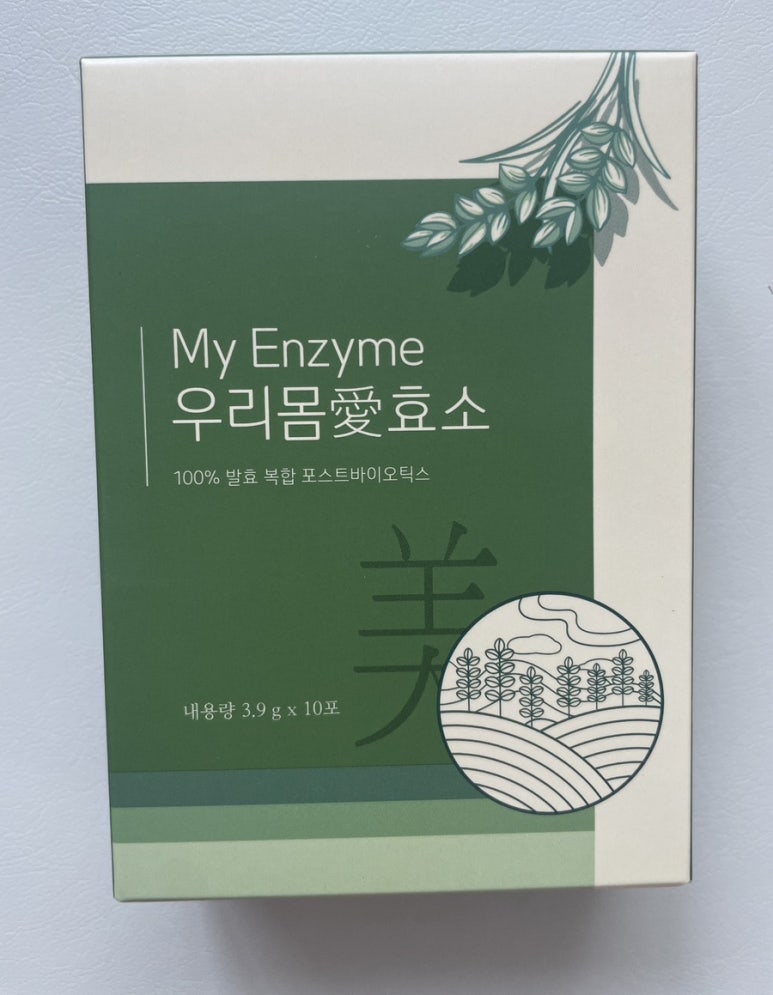 My Enzyme
우리몸愛효소
100% 발효 복합 포스트바이오틱스
美
내용량 3.9 g x 10포